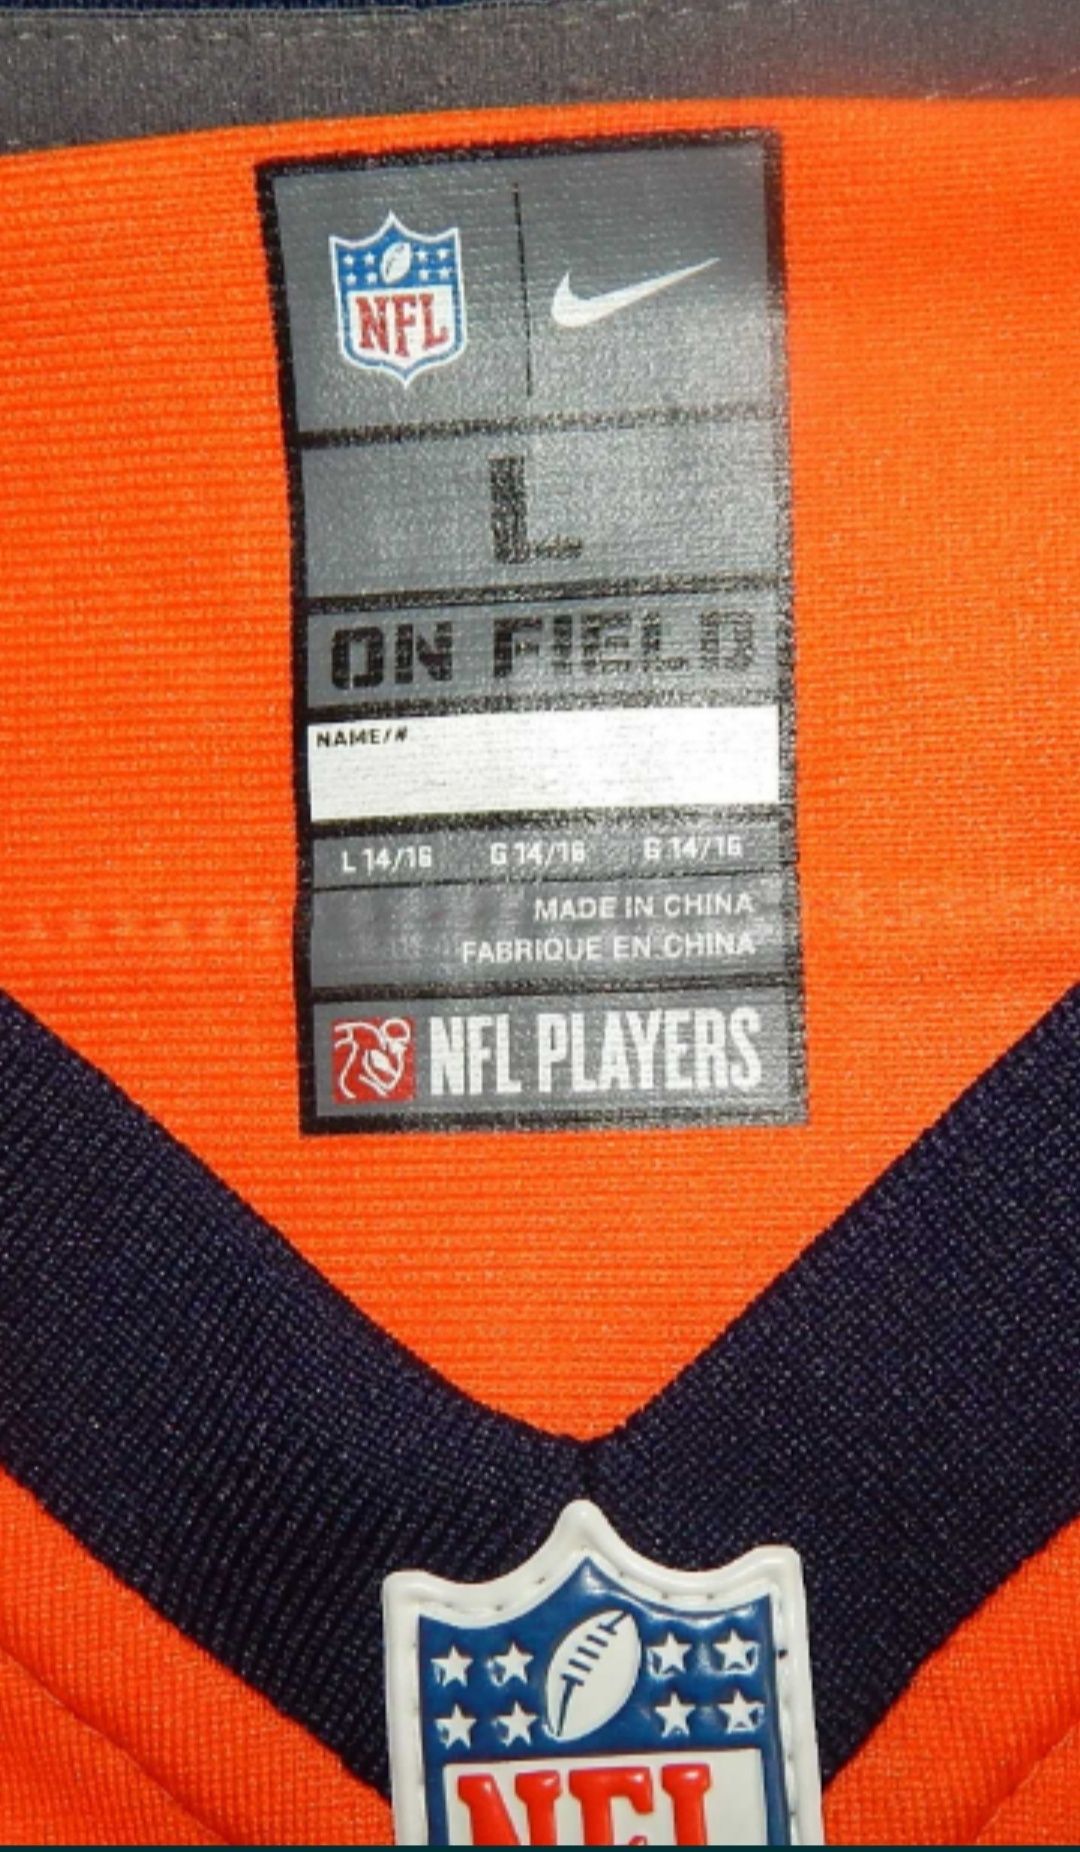 NFL
L
ON FIELD
NAME/#
L 14/16 G 14/16 G 14/16
MADE IN CHINA
FABRIQUE EN CHINA
NFL PLAYERS
NFL